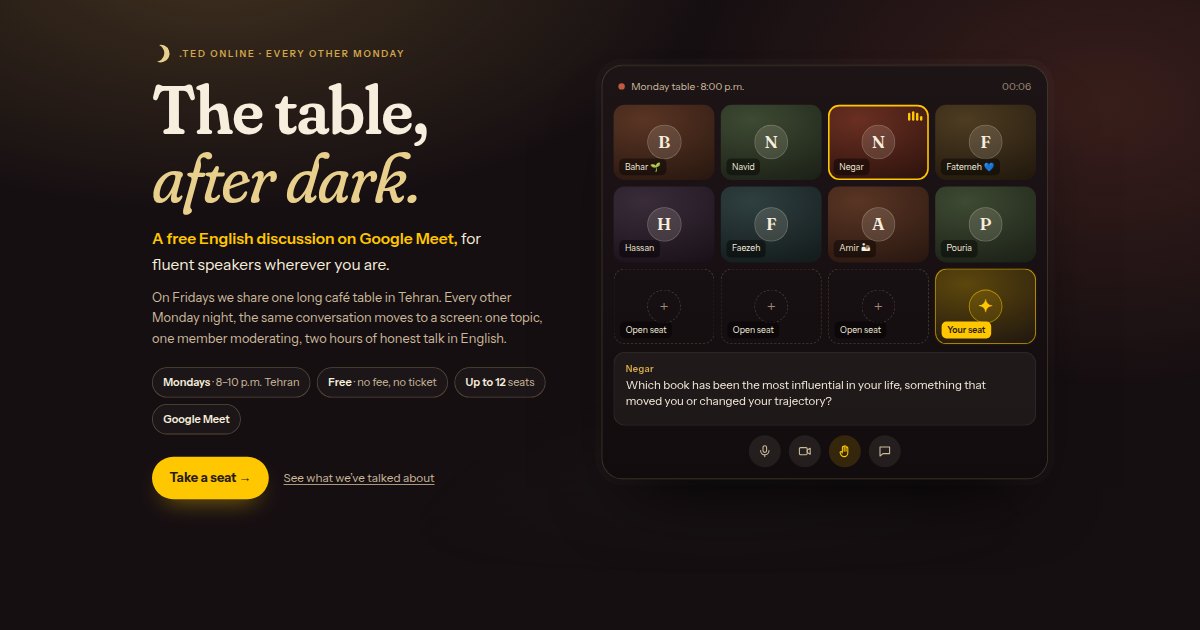 .TED ONLINE · EVERY OTHER MONDAY
The table,
after dark.
A free English discussion on Google Meet, for
fluent speakers wherever you are.
On Fridays we share one long café table in Tehran. Every other
Monday night, the same conversation moves to a screen: one topic,
one member moderating, two hours of honest talk in English.
Mondays · 8–10 p.m. Tehran
Free · no fee, no ticket
Up to 12 seats
Google Meet
Take a seat →
See what we've talked about
Monday table · 8:00 p.m.
00:06
B
Bahar 🌱
N
Navid
N
Negar
F
Fatemeh 💙
H
Hassan
F
Faezeh
A
Amir 🏜️
P
Pouria
+
Open seat
+
Open seat
+
Open seat
✦
Your seat
Negar
Which book has been the most influential in your life, something that
moved you or changed your trajectory?